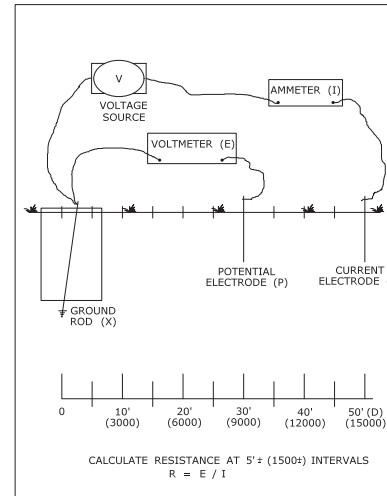 V
VOLTAGE
SOURCE
AMMETER (I)
VOLTMETER (E)
POTENTIAL
ELECTRODE (P)
CURRENT
ELECTRODE
GROUND
ROD (X)
0 10' 20' 30' 40' 50' (D)
(3000) (6000) (9000) (12000) (15000)
CALCULATE RESISTANCE AT 5'± (1500±) INTERVALS
R = E / I